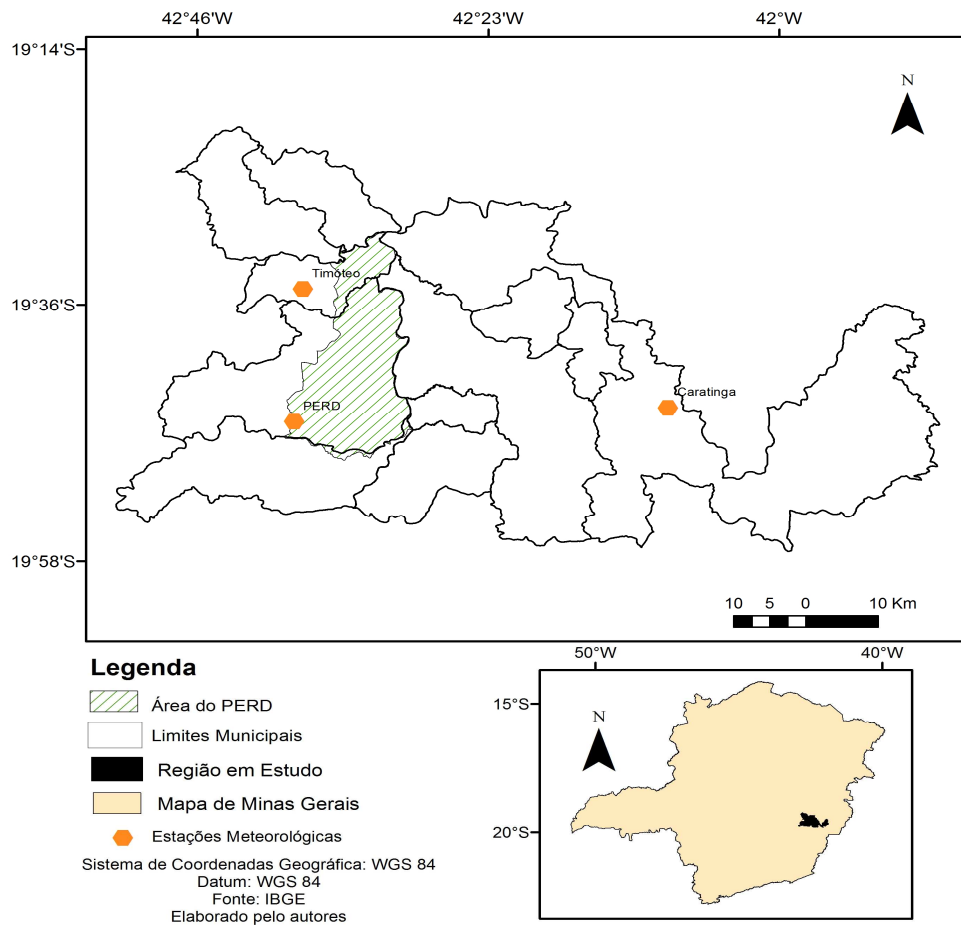 42°46'W
42°23'W
42°W
19°14'S
N
Timóteo
19°36'S
Caratinga
PERD
19°58'S
10 5 0 10 Km
Legenda
Área do PERD
Limites Municipais
Região em Estudo
Mapa de Minas Gerais
Estações Meteorológicas
Sistema de Coordenadas Geográfica: WGS 84
Datum: WGS 84
Fonte: IBGE
Elaborado pelo autores
50°W
40°W
15°S
N
20°S